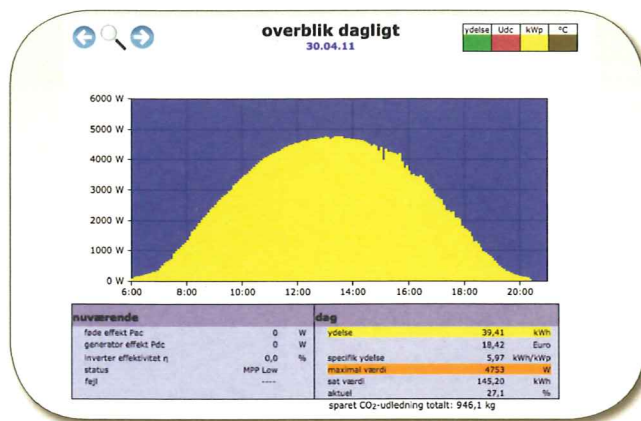 overblik dagligt
30.04.11
ydelse Udc kWp °C
6000 W
5000 W
4000 W
3000 W
2000 W
1000 W
0 W
6:00 8:00 10:00 12:00 14:00 16:00 18:00 20:00
nuværende
føde effekt Pac 0 W
generator effekt Pdc 0 W
inverter effektivitet η 0,0 %
status MPP Low
fejl ----
dag
ydelse 39,41 kWh
18,42 Euro
specifik ydelse 5,97 kWh/kWp
maximal værdi 4753 W
sat værdi 145,20 kWh
aktuel 27,1 %
sparet CO2-udledning totalt: 946,1 kg